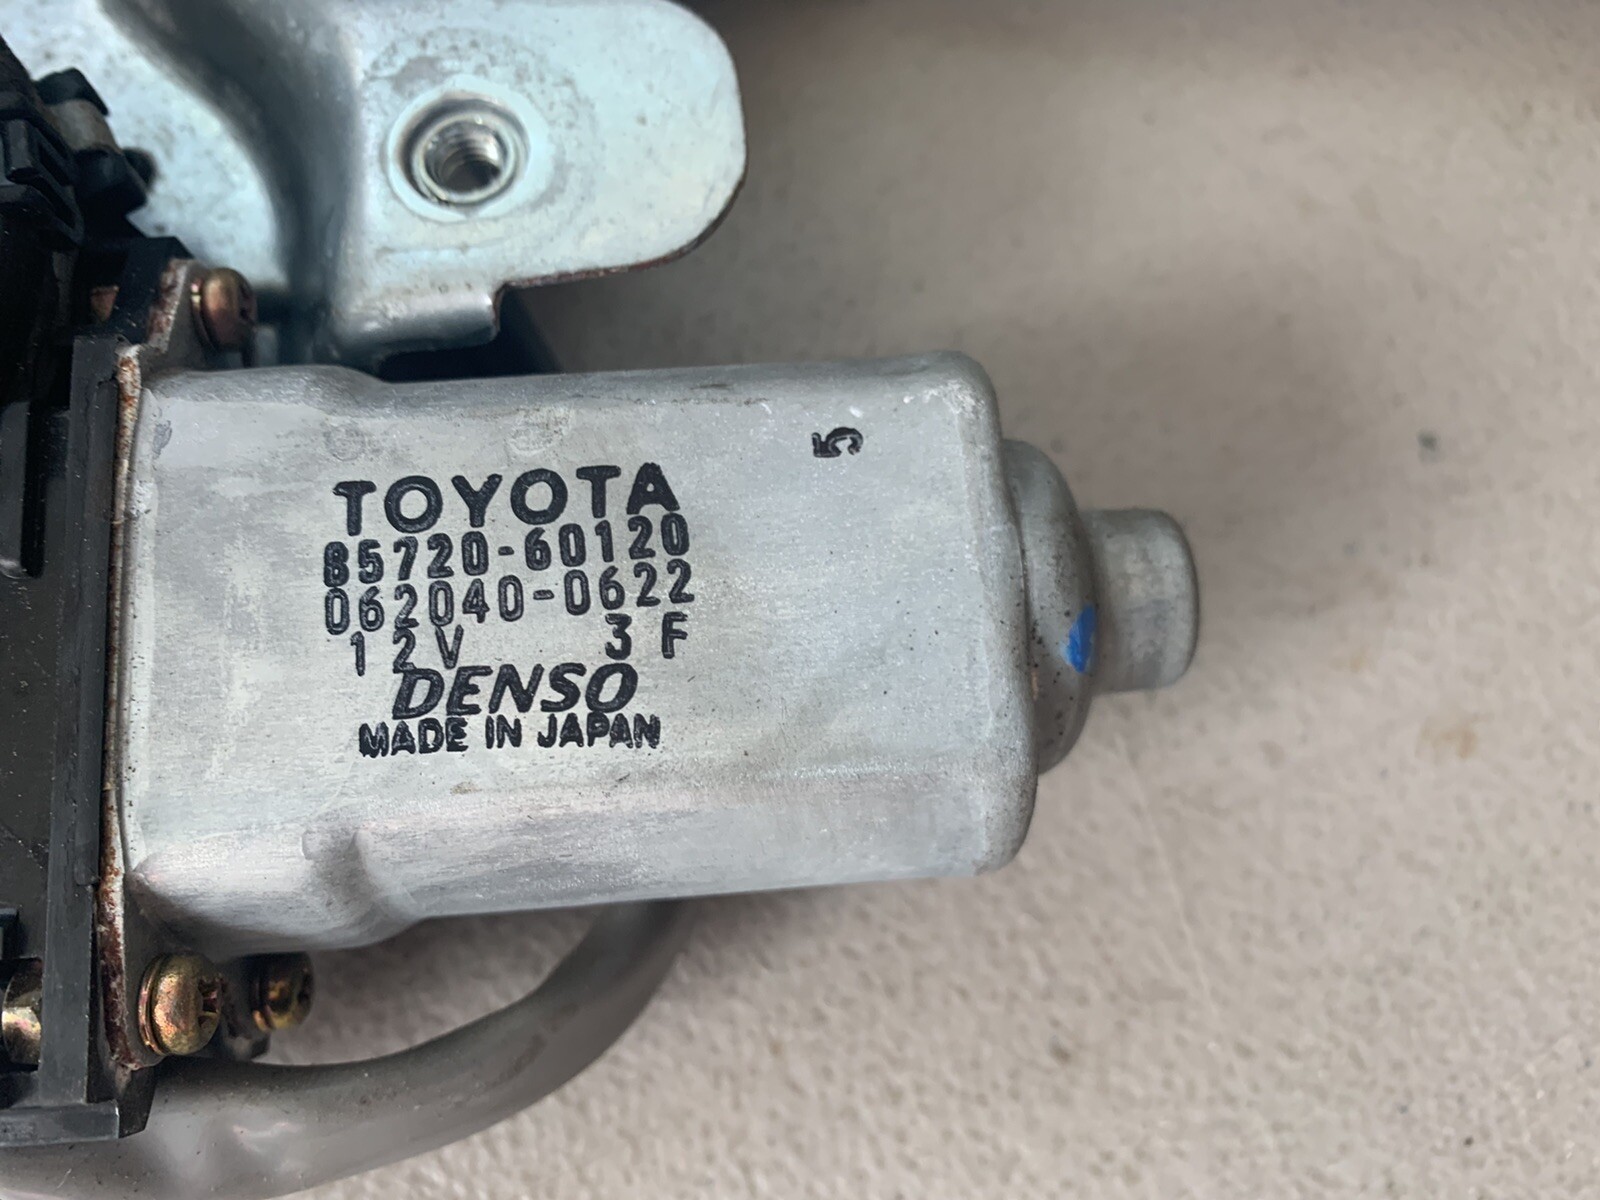 5
TOYOTA
85720-60120
062040-0622
12V 3F
DENSO
MADE IN JAPAN